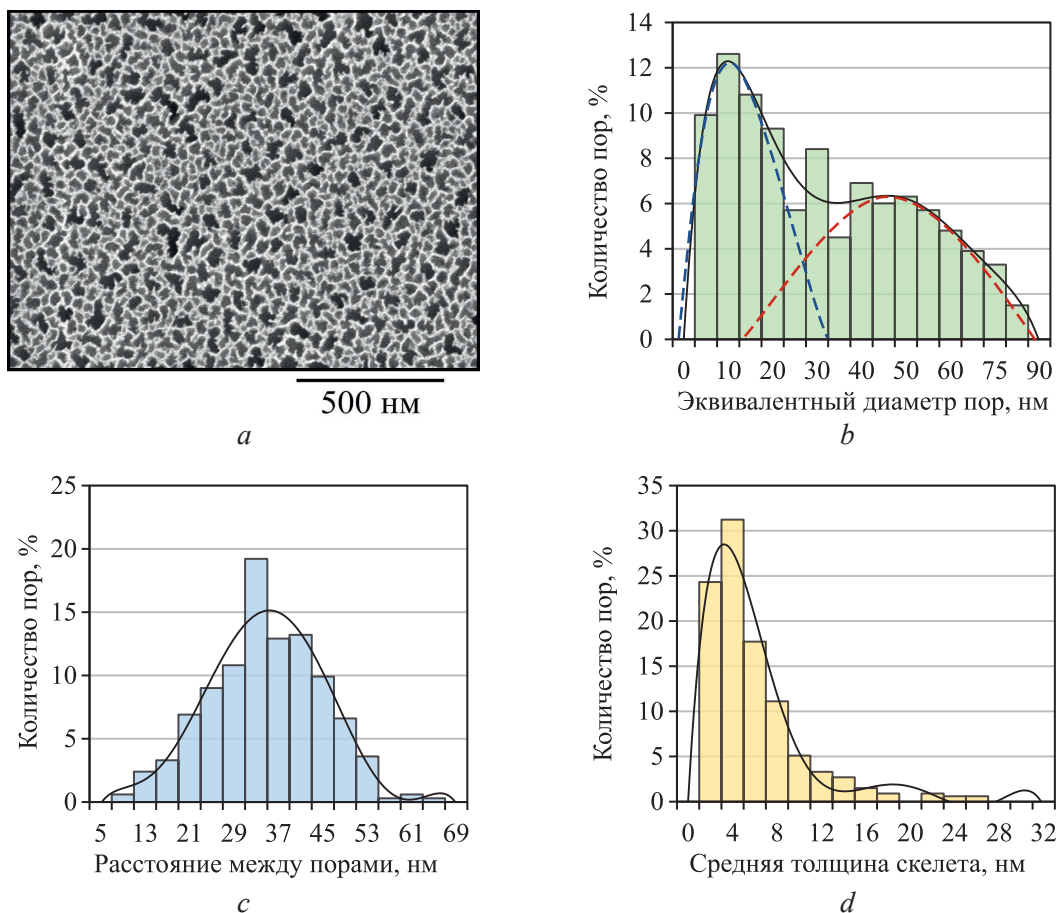 500 нм
a
Количество пор, %
14
12
10
8
6
4
2
0
0 10 20 30 40 50 60 75 90
Эквивалентный диаметр пор, нм
b
Количество пор, %
25
20
15
10
5
0
5 13 21 29 37 45 53 61 69
Расстояние между порами, нм
c
Количество пор, %
35
30
25
20
15
10
5
0
0 4 8 12 16 20 24 28 32
Средняя толщина скелета, нм
d